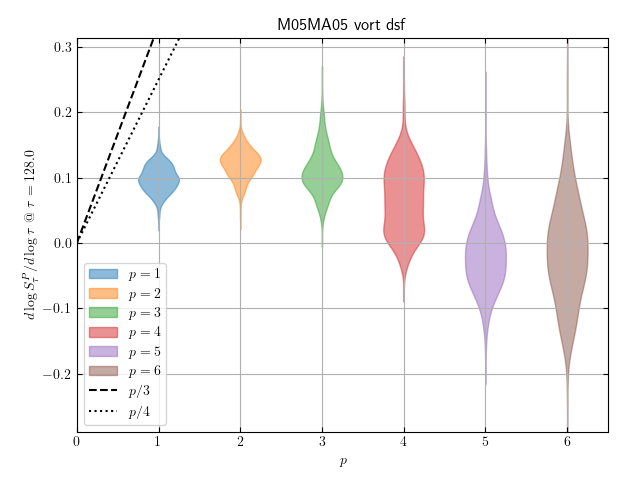 M05MA05 vort dsf
d log S_τ^P / d log τ @ τ = 128.0
0.3
0.2
0.1
0.0
−0.1
−0.2
p = 1
p = 2
p = 3
p = 4
p = 5
p = 6
p/3
p/4
0 1 2 3 4 5 6
p